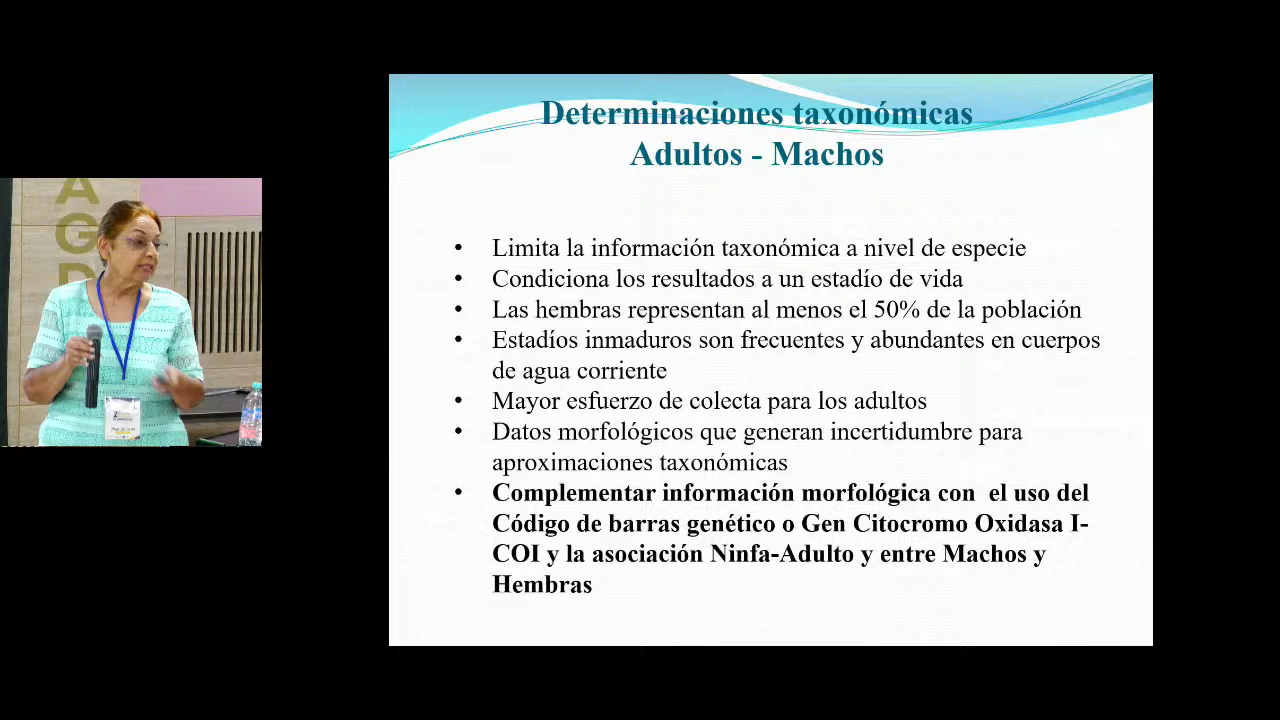 Determinaciones taxonómicas
Adultos - Machos
• Limita la información taxonómica a nivel de especie
• Condiciona los resultados a un estadío de vida
• Las hembras representan al menos el 50% de la población
• Estadíos inmaduros son frecuentes y abundantes en cuerpos
de agua corriente
• Mayor esfuerzo de colecta para los adultos
• Datos morfológicos que generan incertidumbre para
aproximaciones taxonómicas
• Complementar información morfológica con el uso del
Código de barras genético o Gen Citocromo Oxidasa I-
COI y la asociación Ninfa-Adulto y entre Machos y
Hembras
A
G